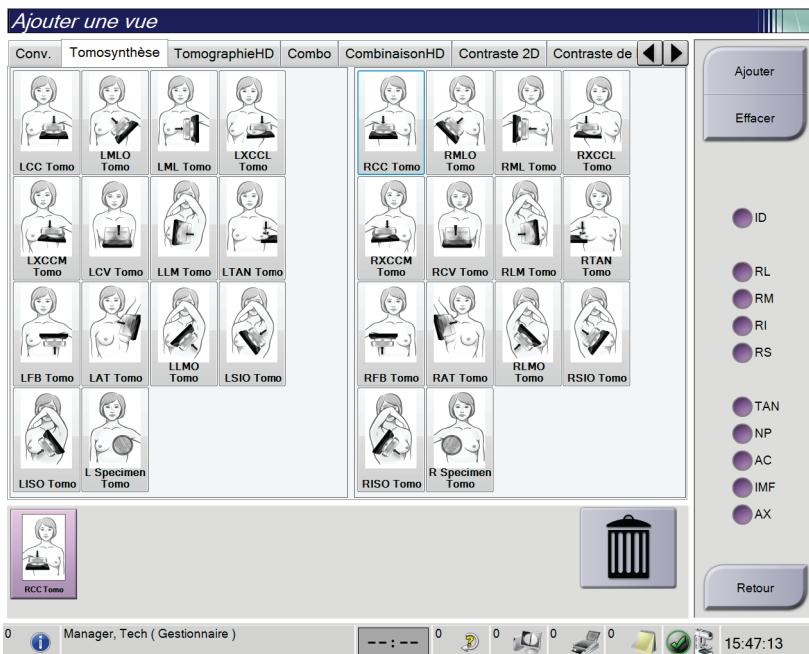 Ajouter une vue
Conv. Tomosynthèse TomographieHD Combo CombinaisonHD Contraste 2D Contraste de
LCC Tomo
LMLO
Tomo
LML Tomo
LXCCL
Tomo
LXCCM
Tomo
LCV Tomo
LLM Tomo
LTAN Tomo
LFB Tomo
LAT Tomo
LLMO
Tomo
LSIO Tomo
LISO Tomo
L Specimen
Tomo
RCC Tomo
RMLO
Tomo
RML Tomo
RXCCL
Tomo
RXCCM
Tomo
RCV Tomo
RLM Tomo
RTAN
Tomo
RFB Tomo
RAT Tomo
RLMO
Tomo
RSIO Tomo
RISO Tomo
R Specimen
Tomo
Ajouter
Effacer
ID
RL
RM
RI
RS
TAN
NP
AC
IMF
AX
Retour
RCC Tomo
0 Manager, Tech ( Gestionnaire ) --:-- 0 0 0 0 15:47:13